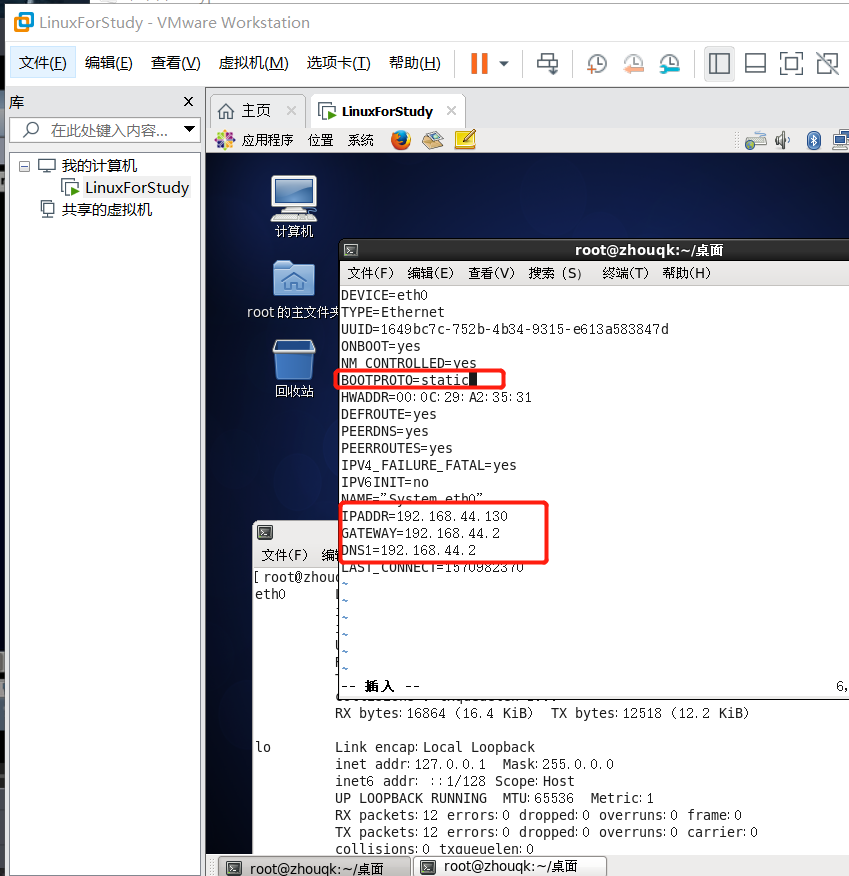 LinuxForStudy - VMware Workstation
文件(F) 编辑(E) 查看(V) 虚拟机(M) 选项卡(T) 帮助(H)
库
在此处键入内容...
我的计算机
LinuxForStudy
共享的虚拟机
主页 LinuxForStudy
应用程序 位置 系统
计算机
root 的主文件夹
回收站
root@zhouqk:~/桌面
文件(F) 编辑(E) 查看(V) 搜索 (S) 终端(T) 帮助(H)
DEVICE=eth0
TYPE=Ethernet
UUID=1649bc7c-752b-4b34-9315-e613a583847d
ONBOOT=yes
NM_CONTROLLED=yes
BOOTPROTO=static
HWADDR=00:0C:29:A2:35:31
DEFROUTE=yes
PEERDNS=yes
PEERROUTES=yes
IPV4_FAILURE_FATAL=yes
IPV6INIT=no
NAME="System eth0"
IPADDR=192.168.44.130
GATEWAY=192.168.44.2
DNS1=192.168.44.2
LAST_CONNECT=1570982370
~
~
~
~
~
~
-- 插入 --
6,
文件(F) 编辑
[root@zhouq
eth0
RX bytes:16864 (16.4 KiB) TX bytes:12518 (12.2 KiB)
lo Link encap:Local Loopback
inet addr:127.0.0.1 Mask:255.0.0.0
inet6 addr: ::1/128 Scope:Host
UP LOOPBACK RUNNING MTU:65536 Metric:1
RX packets:12 errors:0 dropped:0 overruns:0 frame:0
TX packets:12 errors:0 dropped:0 overruns:0 carrier:0
collisions:0 txqueuelen:0
root@zhouqk:~/桌面 root@zhouqk:~/桌面